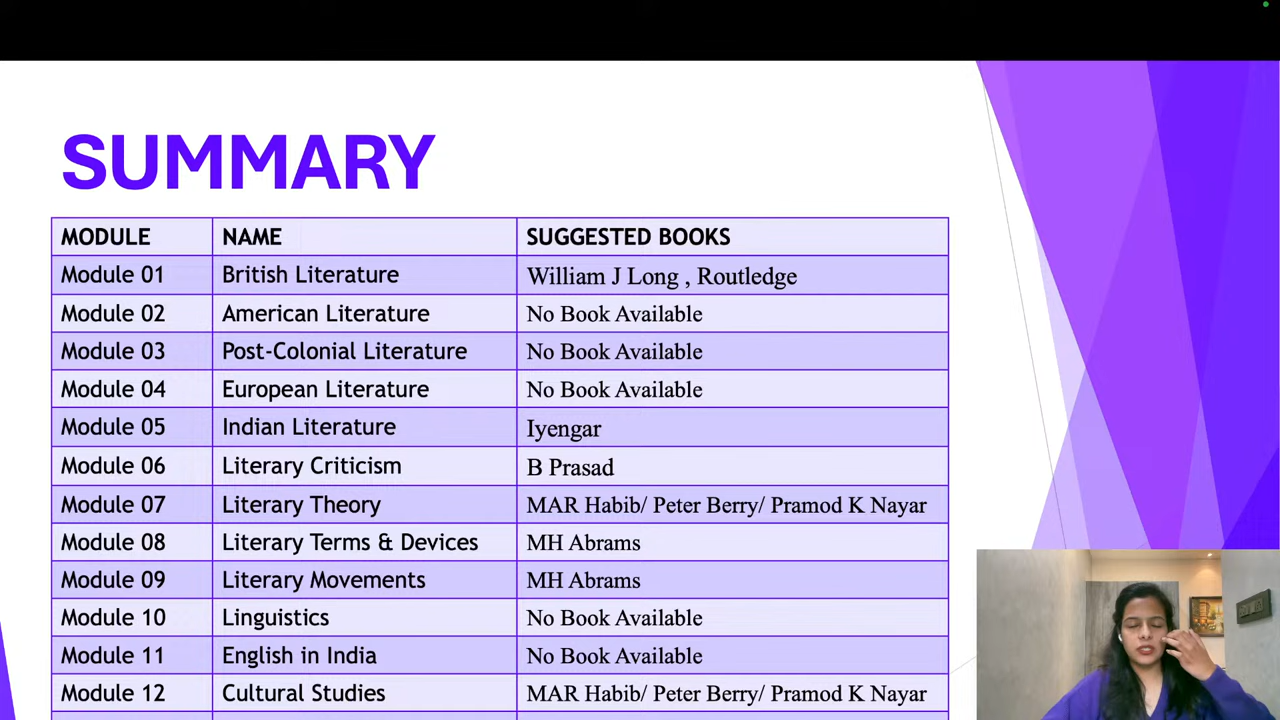 SUMMARY
MODULE NAME SUGGESTED BOOKS
Module 01 British Literature William J Long , Routledge
Module 02 American Literature No Book Available
Module 03 Post-Colonial Literature No Book Available
Module 04 European Literature No Book Available
Module 05 Indian Literature Iyengar
Module 06 Literary Criticism B Prasad
Module 07 Literary Theory MAR Habib/ Peter Berry/ Pramod K Nayar
Module 08 Literary Terms & Devices MH Abrams
Module 09 Literary Movements MH Abrams
Module 10 Linguistics No Book Available
Module 11 English in India No Book Available
Module 12 Cultural Studies MAR Habib/ Peter Berry/ Pramod K Nayar